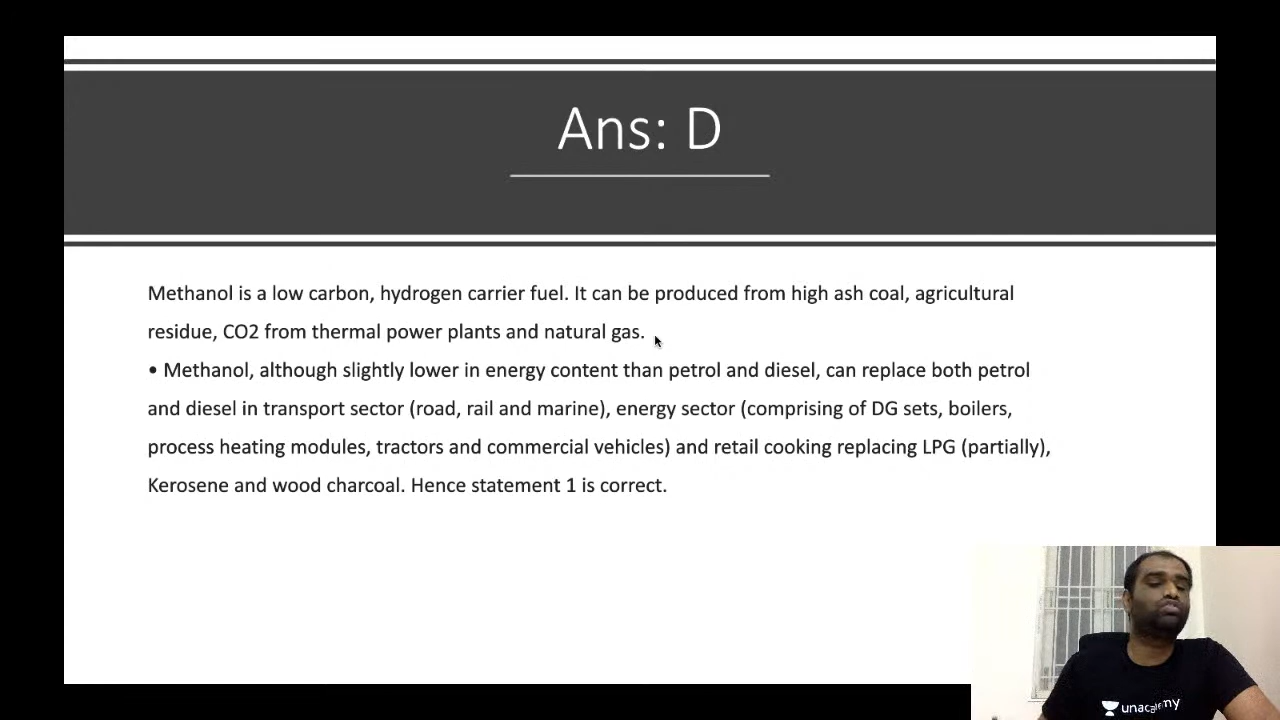 Ans: D
Methanol is a low carbon, hydrogen carrier fuel. It can be produced from high ash coal, agricultural
residue, CO2 from thermal power plants and natural gas.
• Methanol, although slightly lower in energy content than petrol and diesel, can replace both petrol
and diesel in transport sector (road, rail and marine), energy sector (comprising of DG sets, boilers,
process heating modules, tractors and commercial vehicles) and retail cooking replacing LPG (partially),
Kerosene and wood charcoal. Hence statement 1 is correct.
unacademy